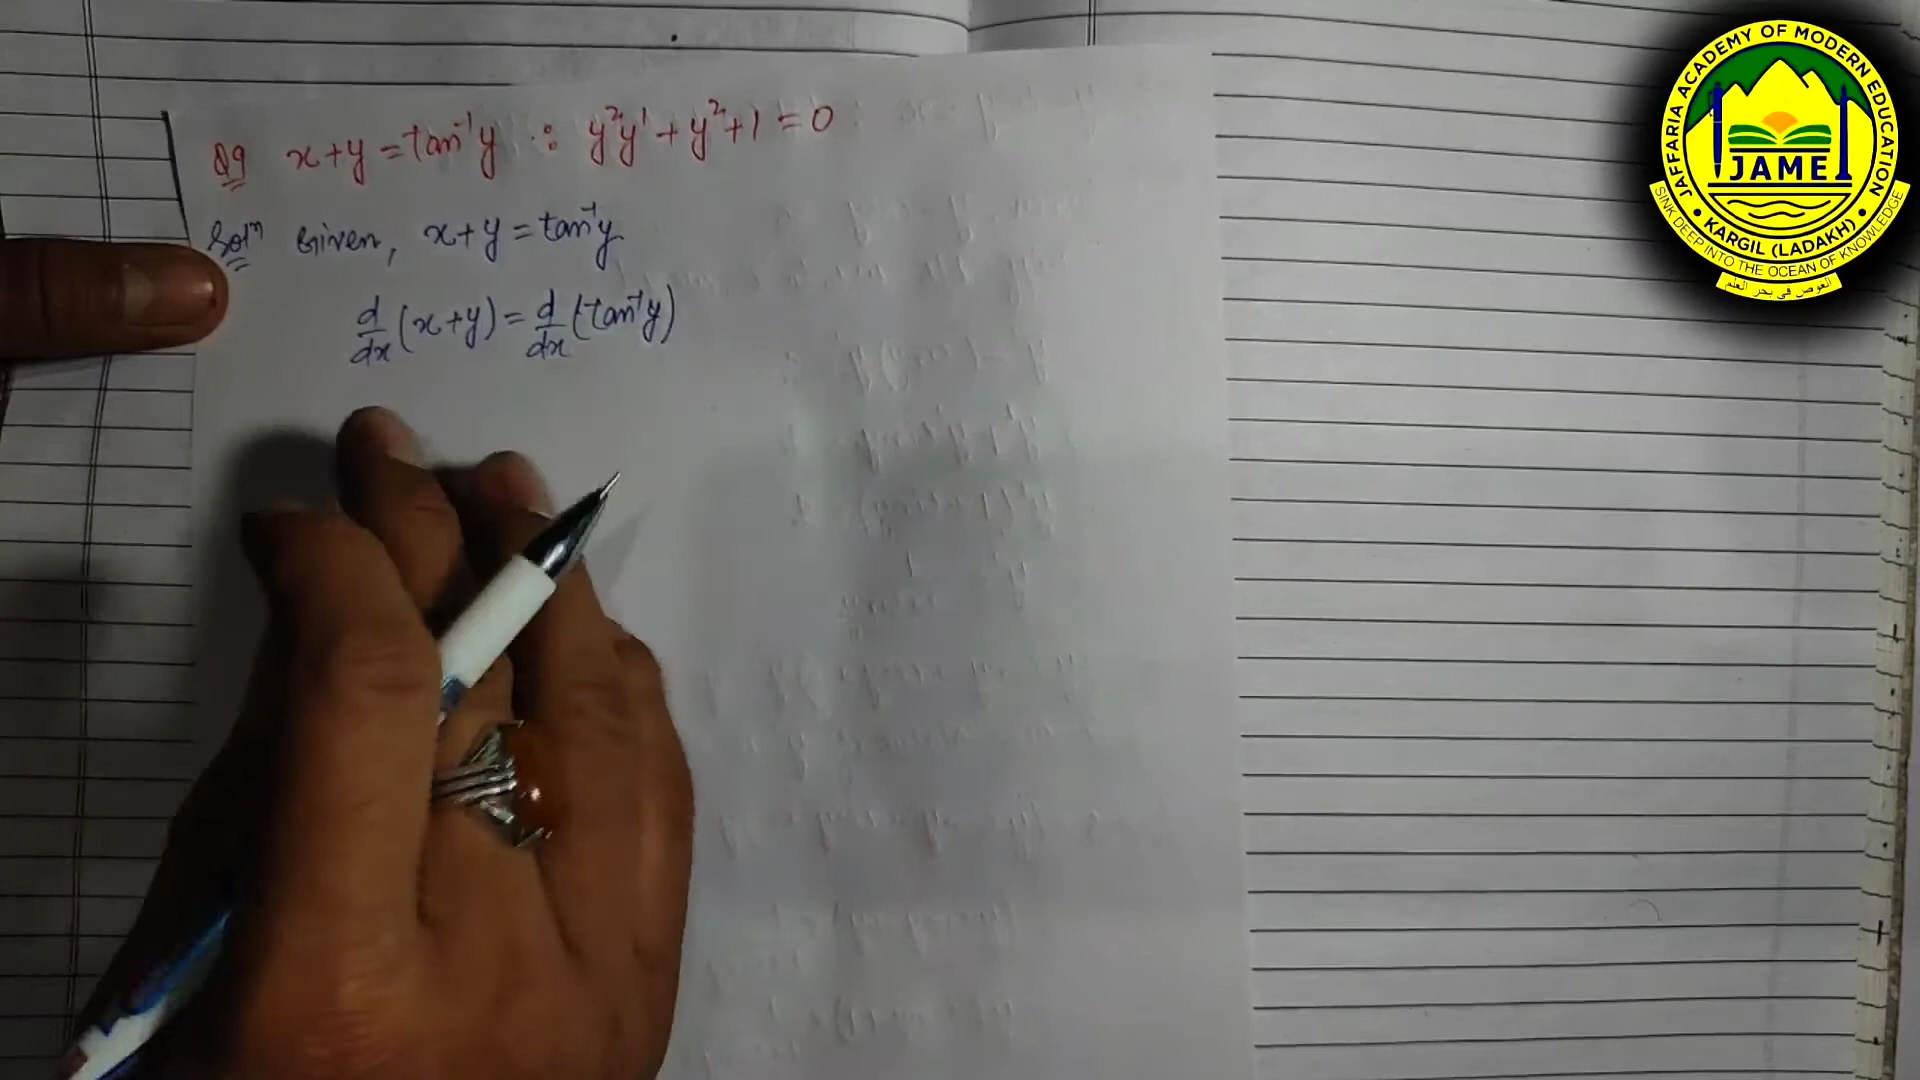 Q9 x+y = tan⁻¹y : y²y' + y² + 1 = 0
Solⁿ Given, x+y = tan⁻¹y
d/dx (x+y) = d/dx (tan⁻¹y)
JAFFARIA ACADEMY OF MODERN EDUCATION
JAME
• KARGIL (LADAKH) •
SINK DEEP INTO THE OCEAN OF KNOWLEDGE
الغوص في بحر العلم